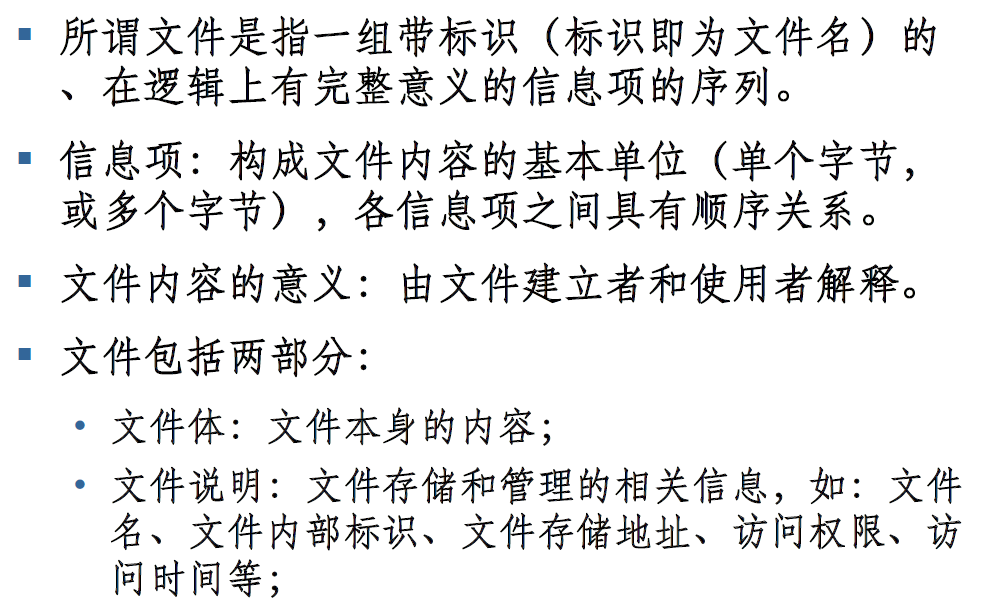 ▪ 所谓文件是指一组带标识（标识即为文件名）的
、在逻辑上有完整意义的信息项的序列。
▪ 信息项：构成文件内容的基本单位（单个字节，
或多个字节），各信息项之间具有顺序关系。
▪ 文件内容的意义：由文件建立者和使用者解释。
▪ 文件包括两部分：
• 文件体：文件本身的内容；
• 文件说明：文件存储和管理的相关信息，如：文件
名、文件内部标识、文件存储地址、访问权限、访
问时间等；